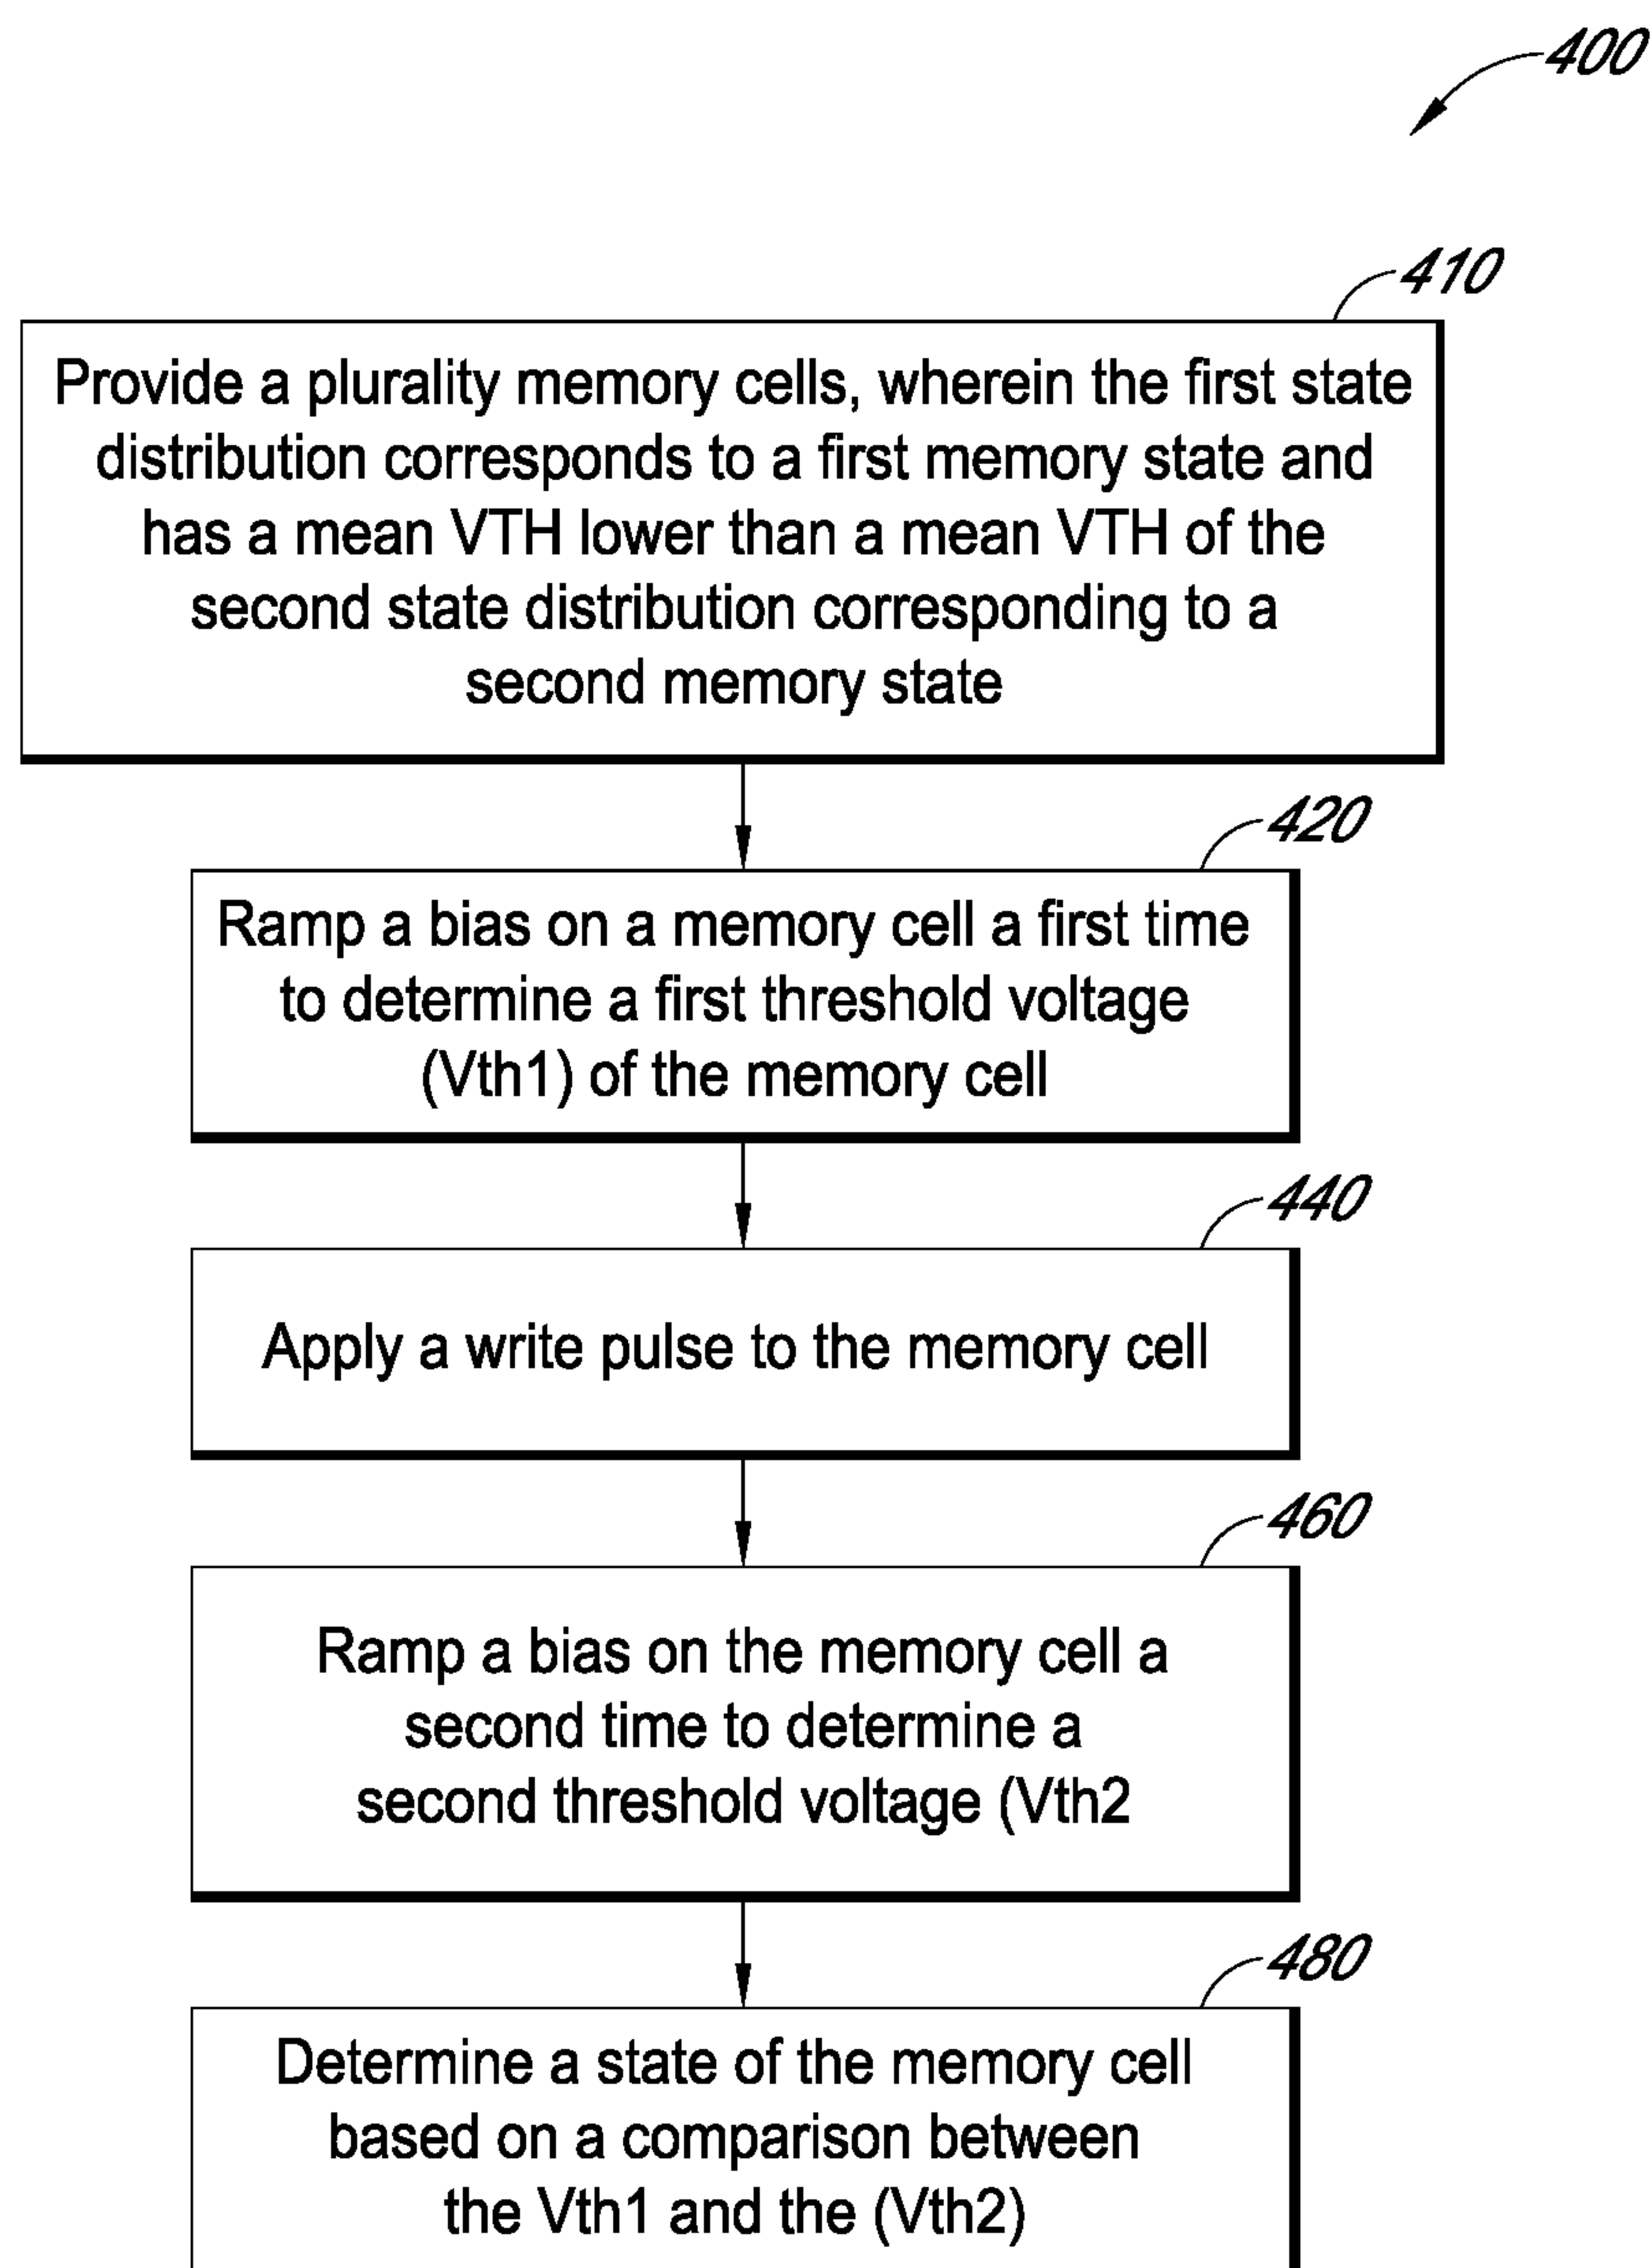 400
410
Provide a plurality memory cells, wherein the first state
distribution corresponds to a first memory state and
has a mean VTH lower than a mean VTH of the
second state distribution corresponding to a
second memory state
420
Ramp a bias on a memory cell a first time
to determine a first threshold voltage
(Vth1) of the memory cell
440
Apply a write pulse to the memory cell
460
Ramp a bias on the memory cell a
second time to determine a
second threshold voltage (Vth2
480
Determine a state of the memory cell
based on a comparison between
the Vth1 and the (Vth2)